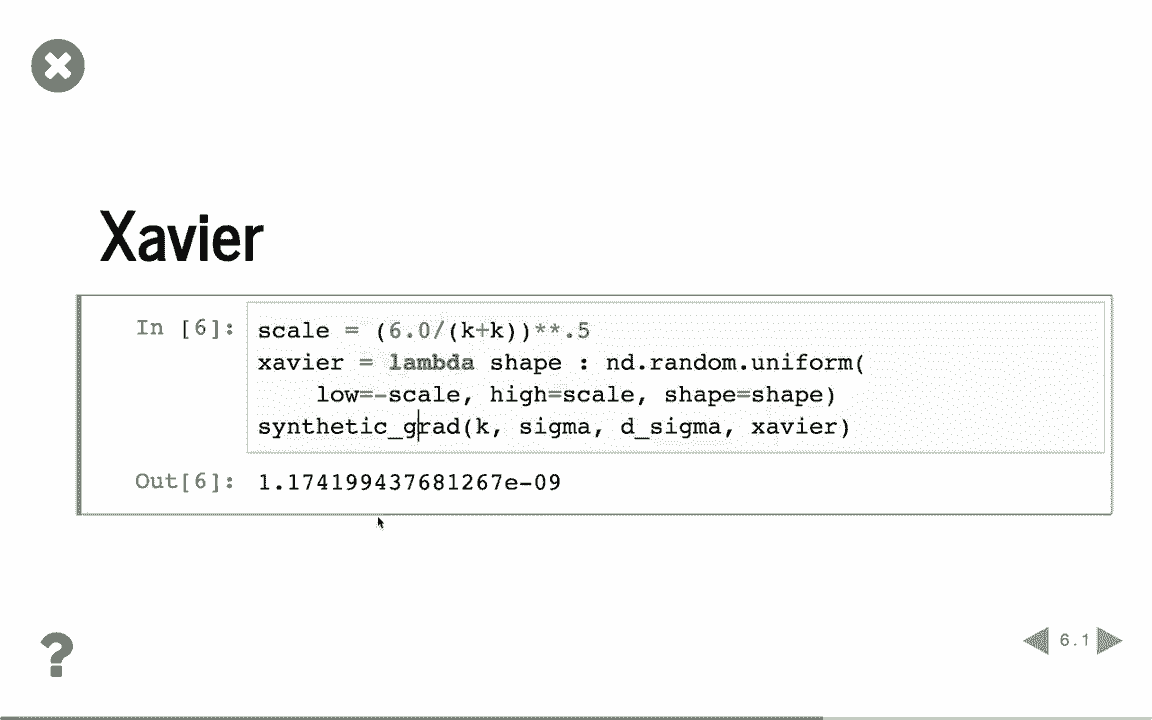 Xavier
In [6]:
scale = (6.0/(k+k))**.5
xavier = lambda shape : nd.random.uniform(
    low=-scale, high=scale, shape=shape)
synthetic_grad(k, sigma, d_sigma, xavier)
Out[6]: 1.174199437681267e-09
?
6.1